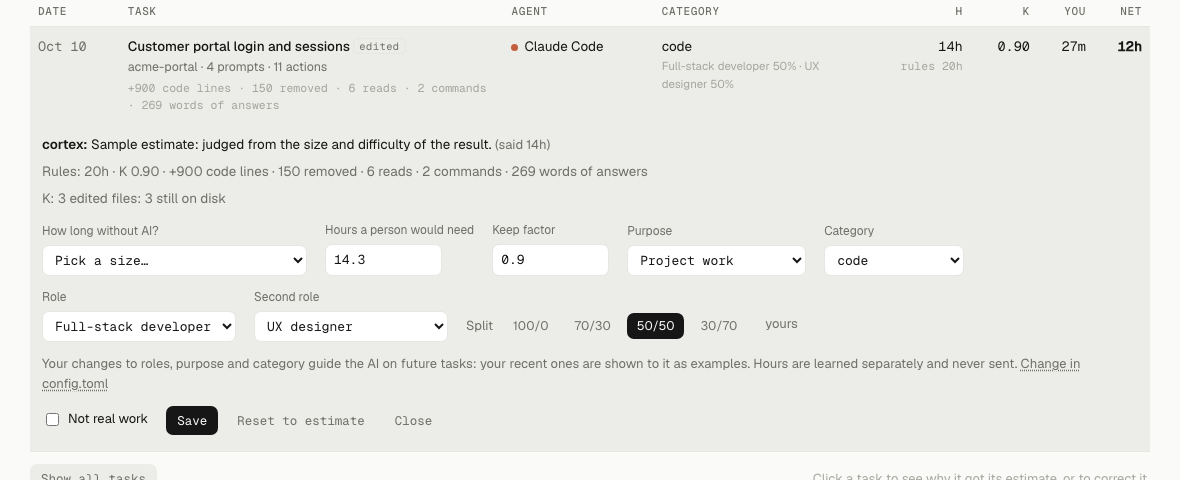 DATE TASK AGENT CATEGORY H K YOU NET
Oct 10 Customer portal login and sessions edited Claude Code code 14h 0.90 27m 12h
acme-portal · 4 prompts · 11 actions Full-stack developer 50% · UX rules 20h
designer 50%
+900 code lines · 150 removed · 6 reads · 2 commands
· 269 words of answers
cortex: Sample estimate: judged from the size and difficulty of the result. (said 14h)
Rules: 20h · K 0.90 · +900 code lines · 150 removed · 6 reads · 2 commands · 269 words of answers
K: 3 edited files: 3 still on disk
How long without AI? Hours a person would need Keep factor Purpose Category
Pick a size… 14.3 0.9 Project work code
Role Second role
Full-stack developer UX designer Split 100/0 70/30 50/50 30/70 yours
Your changes to roles, purpose and category guide the AI on future tasks: your recent ones are shown to it as examples. Hours are learned separately and never sent. Change in
config.toml
Not real work Save Reset to estimate Close
Show all tasks Click a task to see why it got its estimate, or to correct it.